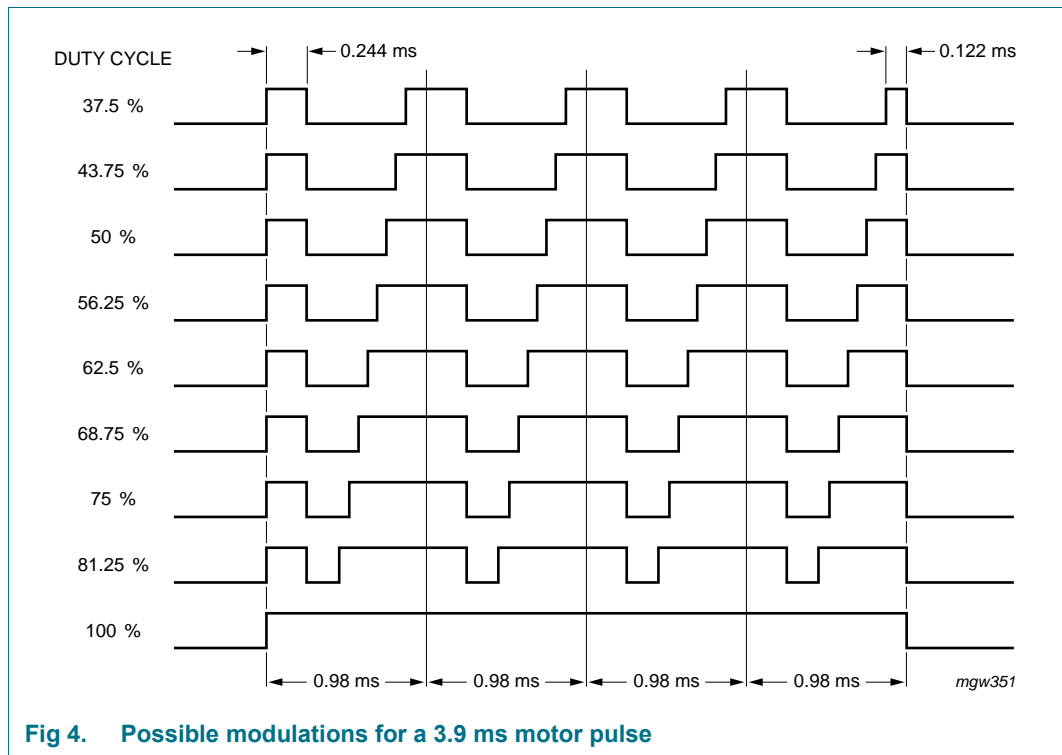 DUTY CYCLE
0.244 ms
0.122 ms
37.5 %
43.75 %
50 %
56.25 %
62.5 %
68.75 %
75 %
81.25 %
100 %
0.98 ms
0.98 ms
0.98 ms
0.98 ms
mgw351
Fig 4. Possible modulations for a 3.9 ms motor pulse